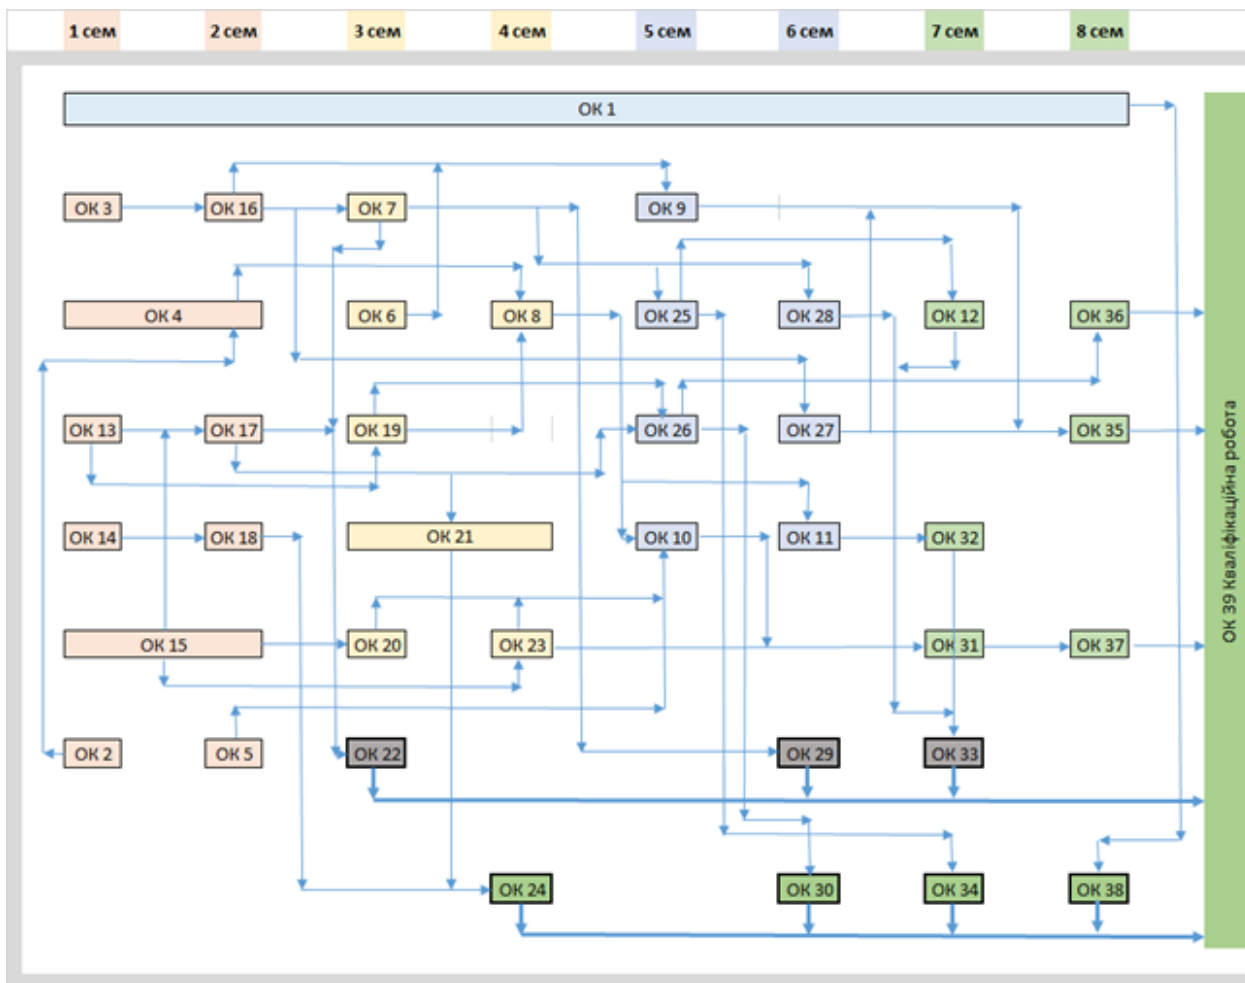 1 сем 2 сем 3 сем 4 сем 5 сем 6 сем 7 сем 8 сем
ОК 1
ОК 3 ОК 16 ОК 7 ОК 9
ОК 4 ОК 6 ОК 8 ОК 25 ОК 28 ОК 12 ОК 36
ОК 13 ОК 17 ОК 19 ОК 26 ОК 27 ОК 35
ОК 14 ОК 18 ОК 21 ОК 10 ОК 11 ОК 32
ОК 15 ОК 20 ОК 23 ОК 31 ОК 37
ОК 2 ОК 5 ОК 22 ОК 29 ОК 33
ОК 24 ОК 30 ОК 34 ОК 38
ОК 39 Кваліфікаційна робота